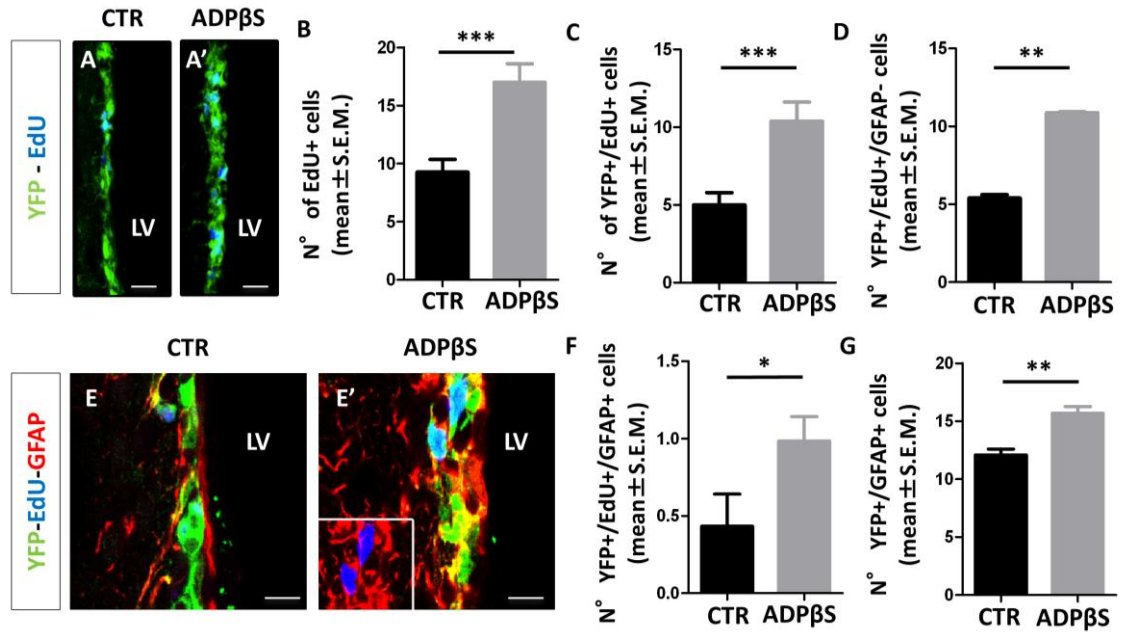 CTR
ADPβS
YFP - EdU
A
LV
A'
LV
B
N° of EdU+ cells
(mean±S.E.M.)
20
15
10
5
0
***
CTR
ADPβS
C
N° of YFP+/EdU+ cells
(mean±S.E.M.)
15
10
5
0
***
CTR
ADPβS
D
N° YFP+/EdU+/GFAP- cells
(mean±S.E.M.)
15
10
5
0
**
CTR
ADPβS
CTR
ADPβS
YFP-EdU-GFAP
E
LV
E'
LV
F
N° YFP+/EdU+/GFAP+ cells
(mean±S.E.M.)
1.5
1.0
0.5
0.0
*
CTR
ADPβS
G
N° YFP+/GFAP+ cells
(mean±S.E.M.)
20
15
10
5
0
**
CTR
ADPβS